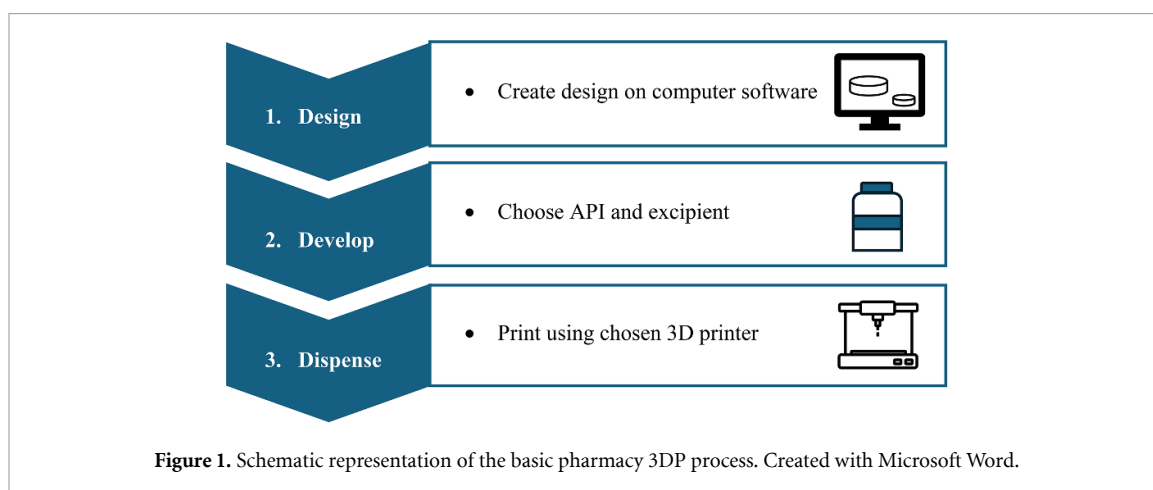 1. Design
• Create design on computer software
2. Develop
• Choose API and excipient
3. Dispense
• Print using chosen 3D printer
Figure 1. Schematic representation of the basic pharmacy 3DP process. Created with Microsoft Word.